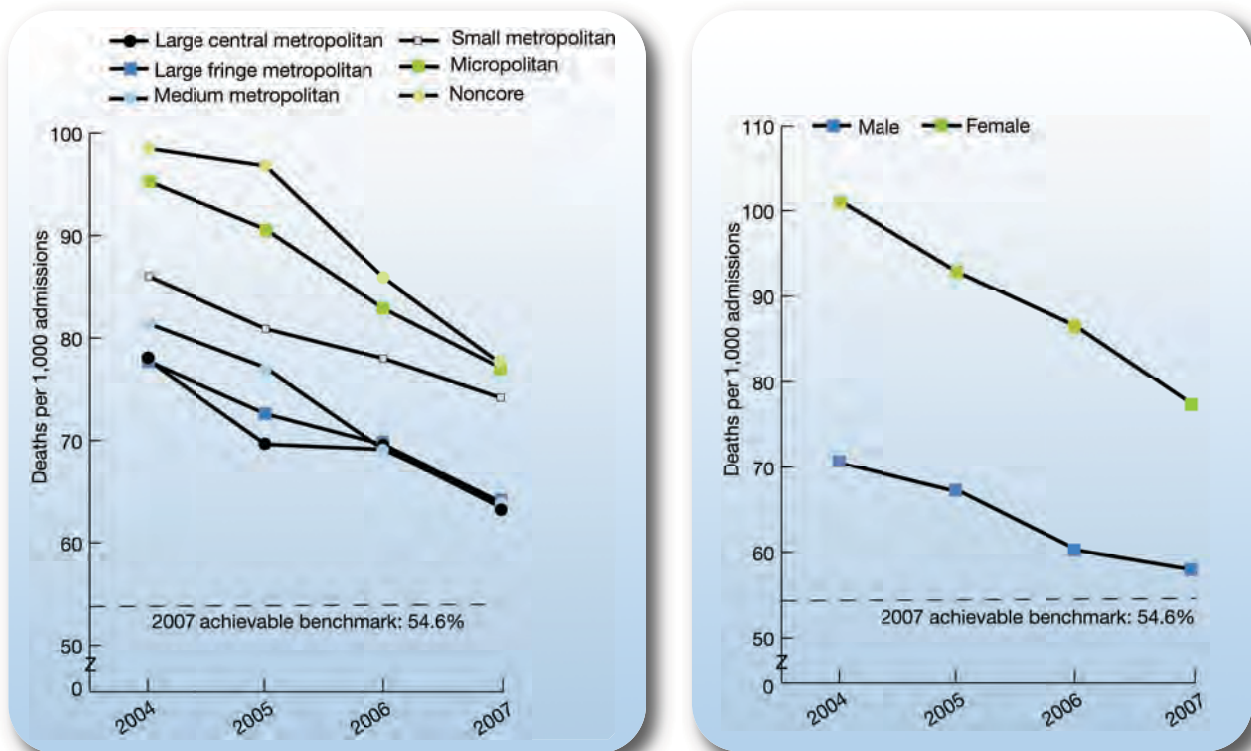 Large central metropolitan
Small metropolitan
Large fringe metropolitan
Micropolitan
Medium metropolitan
Noncore
Deaths per 1,000 admissions
100
90
80
70
60
50
Z
0
2007 achievable benchmark: 54.6%
2004
2005
2006
2007
Male
Female
Deaths per 1,000 admissions
110
100
90
80
70
60
50
Z
0
2007 achievable benchmark: 54.6%
2004
2005
2006
2007